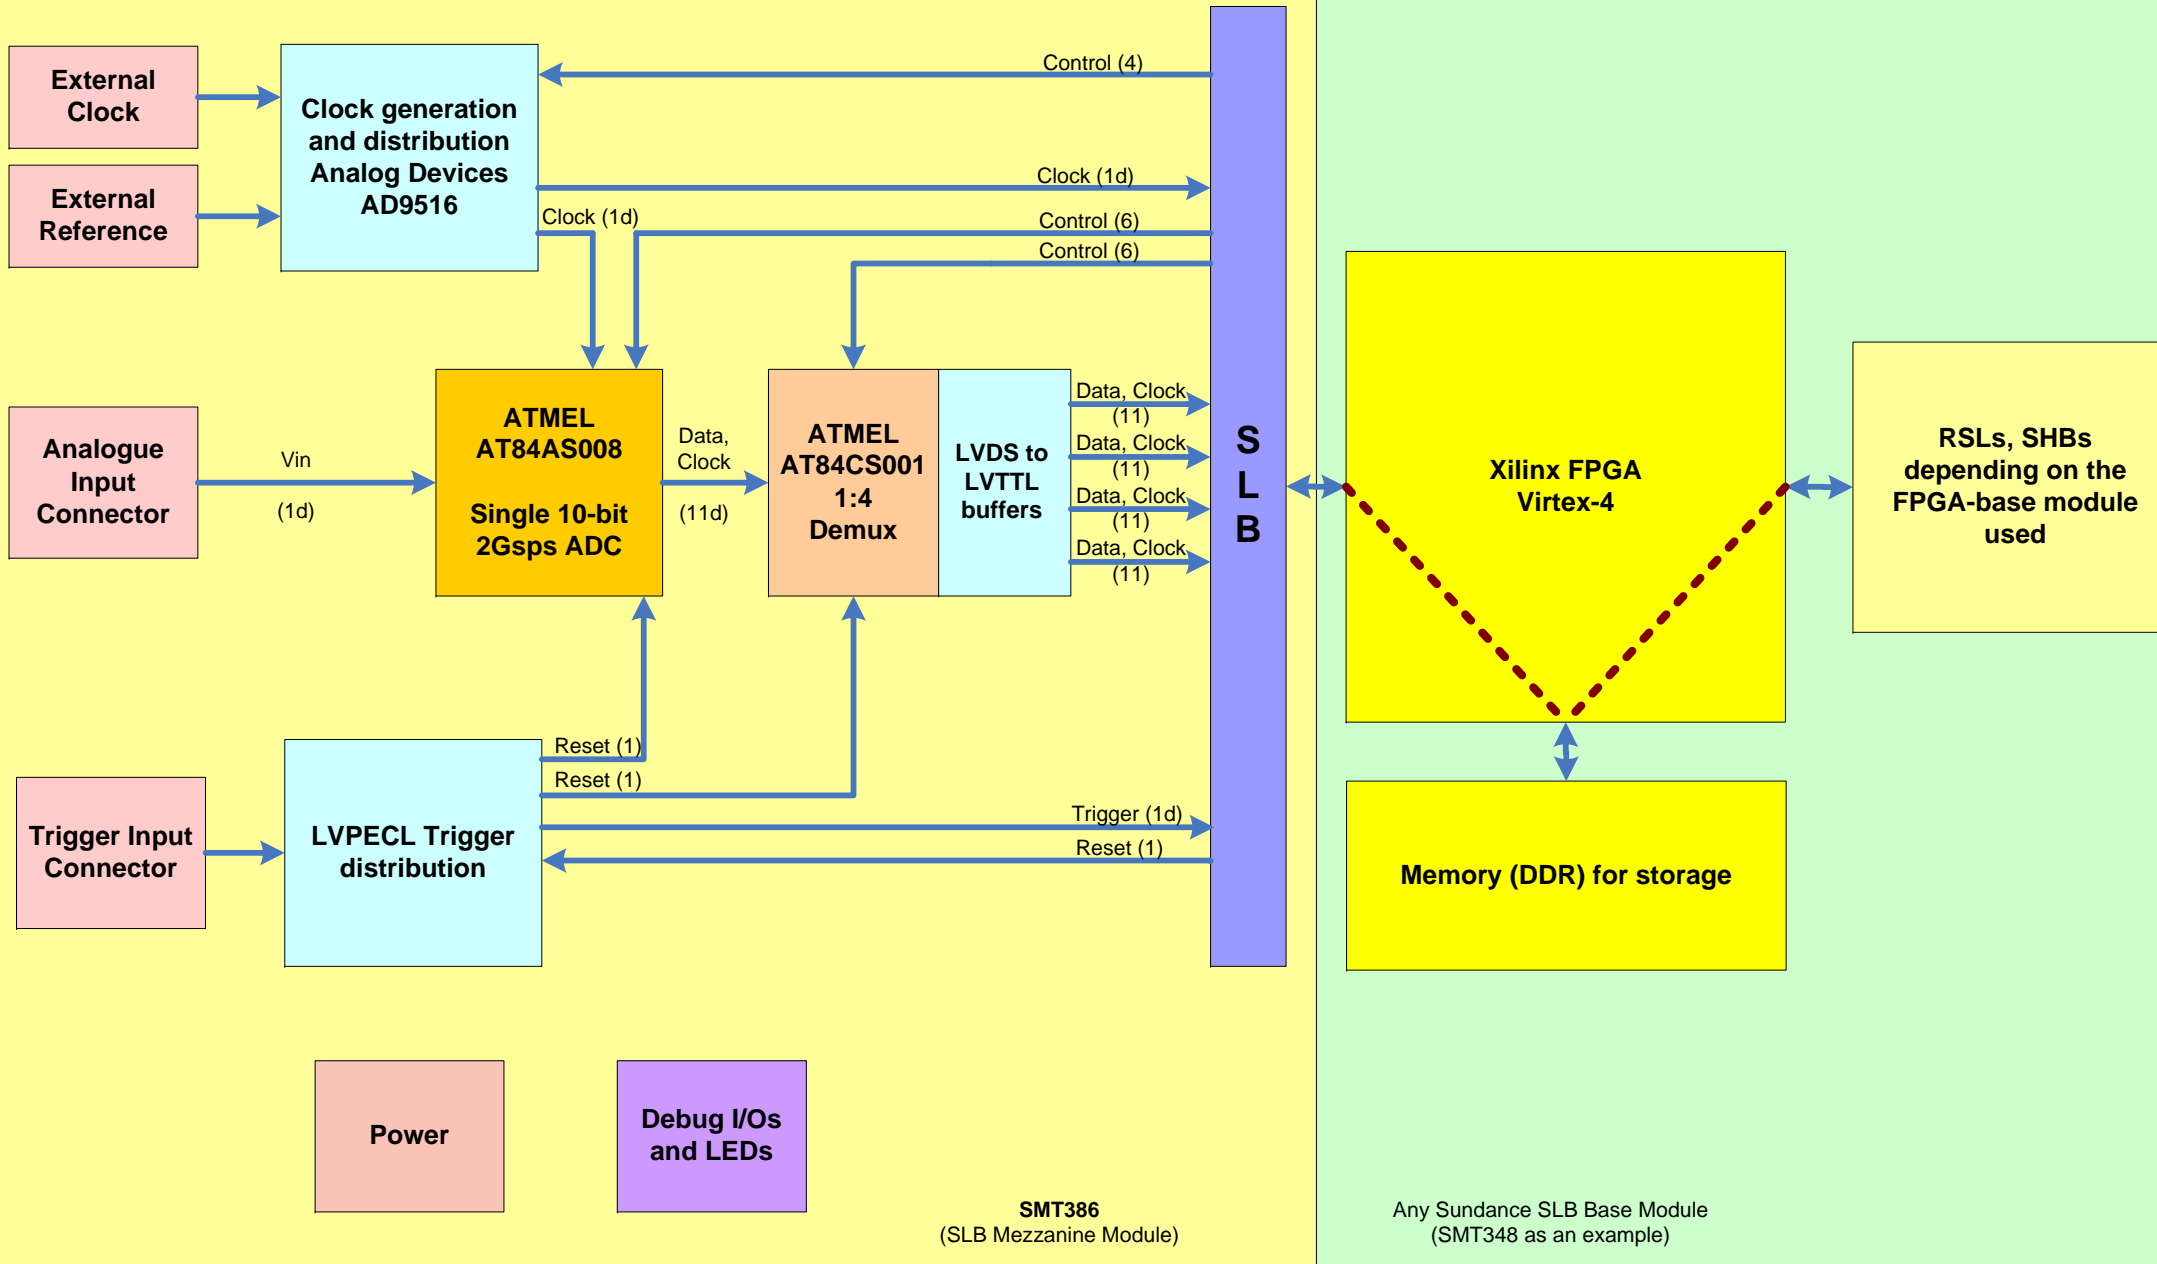 External
Clock
External
Reference
Clock generation
and distribution
Analog Devices
AD9516
Control (4)
Clock (1d)
Clock (1d)
Control (6)
Control (6)
Analogue
Input
Connector
Vin
(1d)
ATMEL
AT84AS008
Single 10-bit
2Gsps ADC
Data,
Clock
(11d)
ATMEL
AT84CS001
1:4
Demux
LVDS to
LVTTL
buffers
Data, Clock
(11)
Data, Clock
(11)
Data, Clock
(11)
Data, Clock
(11)
S
L
B
Xilinx FPGA
Virtex-4
RSLs, SHBs
depending on the
FPGA-base module
used
Trigger Input
Connector
LVPECL Trigger
distribution
Reset (1)
Reset (1)
Trigger (1d)
Reset (1)
Memory (DDR) for storage
Power
Debug I/Os
and LEDs
SMT386
(SLB Mezzanine Module)
Any Sundance SLB Base Module
(SMT348 as an example)